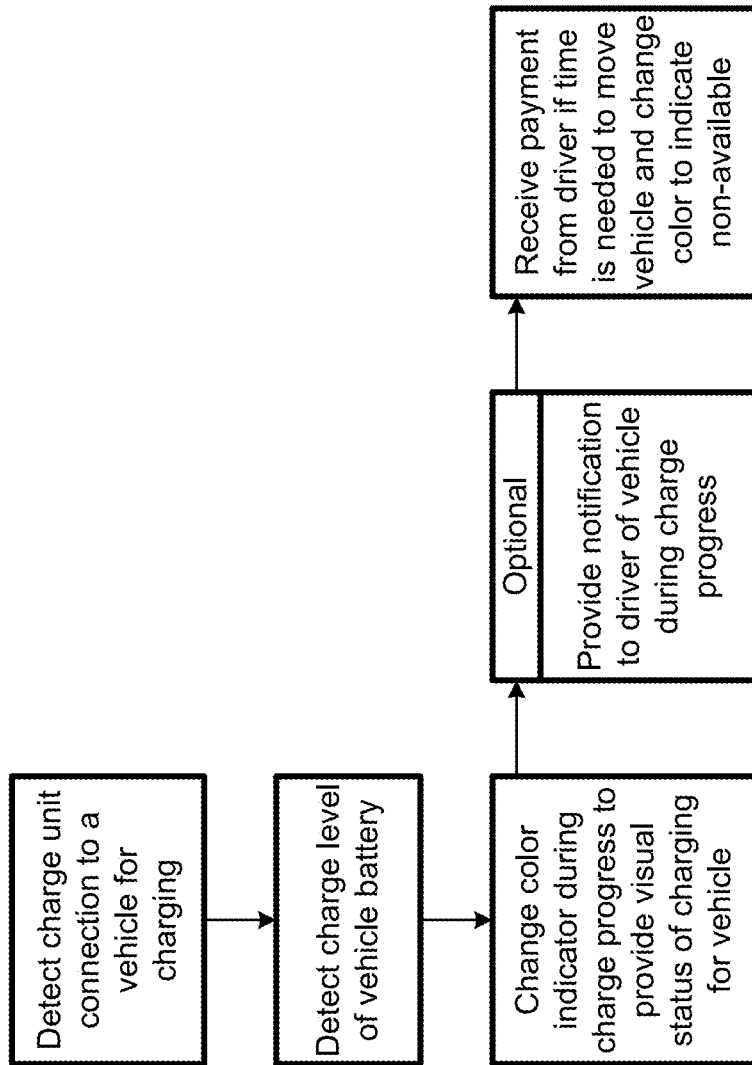 Detect charge unit
connection to a
vehicle for
charging
Detect charge level
of vehicle battery
Change color
indicator during
charge progress to
provide visual
status of charging
for vehicle
Optional
Provide notification
to driver of vehicle
during charge
progress
Receive payment
from driver if time
is needed to move
vehicle and change
color to indicate
non-available